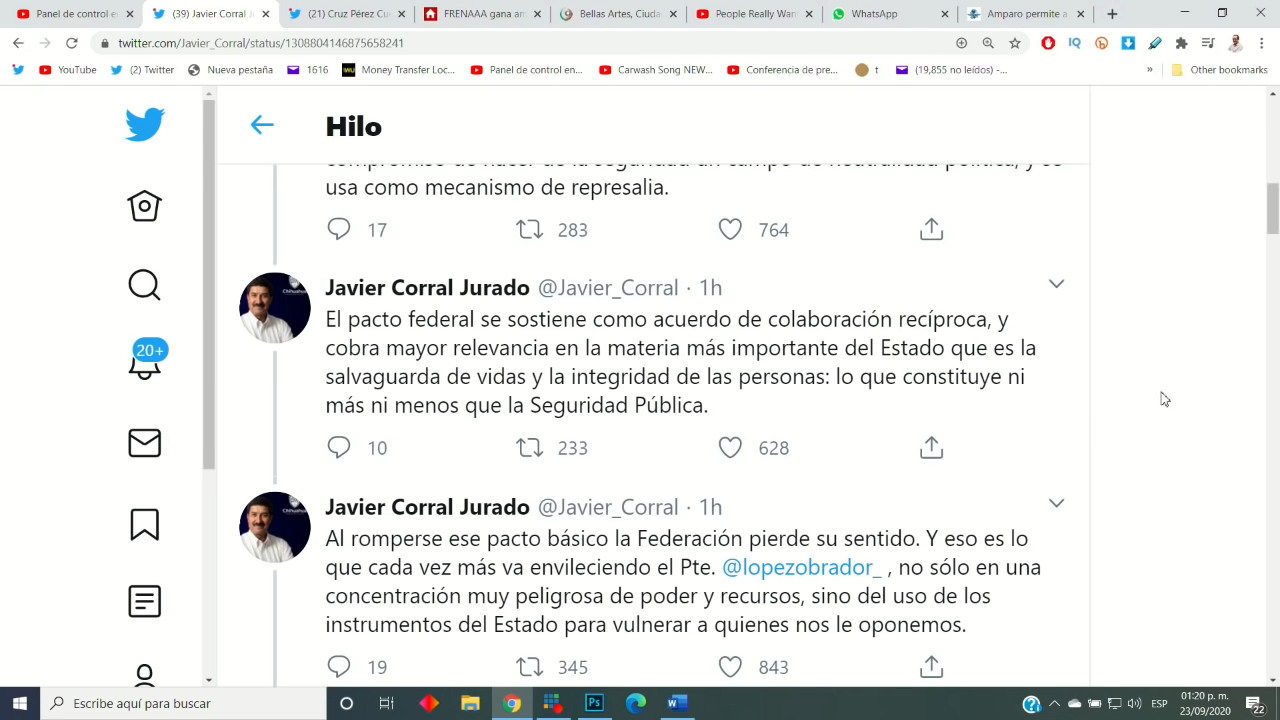 Panel de control en
(39) Javier Corral J
(21) Cruz Pérez Cu
FRENAAA gana am
Bellas Artes, Ciuda
People Really Wan
WhatsApp
Amparo permite a
twitter.com/Javier_Corral/status/1308804146875658241
YouTube
(2) Twitter
Nueva pestaña
1616
Money Transfer Loc...
Panel de control en...
Carwash Song NEW...
Conferencia de pre...
t
(19,855 no leídos) -...
»
Other bookmarks
Hilo
compromiso de hacer de la seguridad un campo de neutralidad política, y se
usa como mecanismo de represalia.
17 283 764
Javier Corral Jurado @Javier_Corral · 1h
El pacto federal se sostiene como acuerdo de colaboración recíproca, y
cobra mayor relevancia en la materia más importante del Estado que es la
salvaguarda de vidas y la integridad de las personas: lo que constituye ni
más ni menos que la Seguridad Pública.
10 233 628
20+
Javier Corral Jurado @Javier_Corral · 1h
Al romperse ese pacto básico la Federación pierde su sentido. Y eso es lo
que cada vez más va envileciendo el Pte. @lopezobrador_ , no sólo en una
concentración muy peligrosa de poder y recursos, sino del uso de los
instrumentos del Estado para vulnerar a quienes nos le oponemos.
19 345 843
Escribe aquí para buscar
Ps
ESP
01:20 p. m.
23/09/2020
22